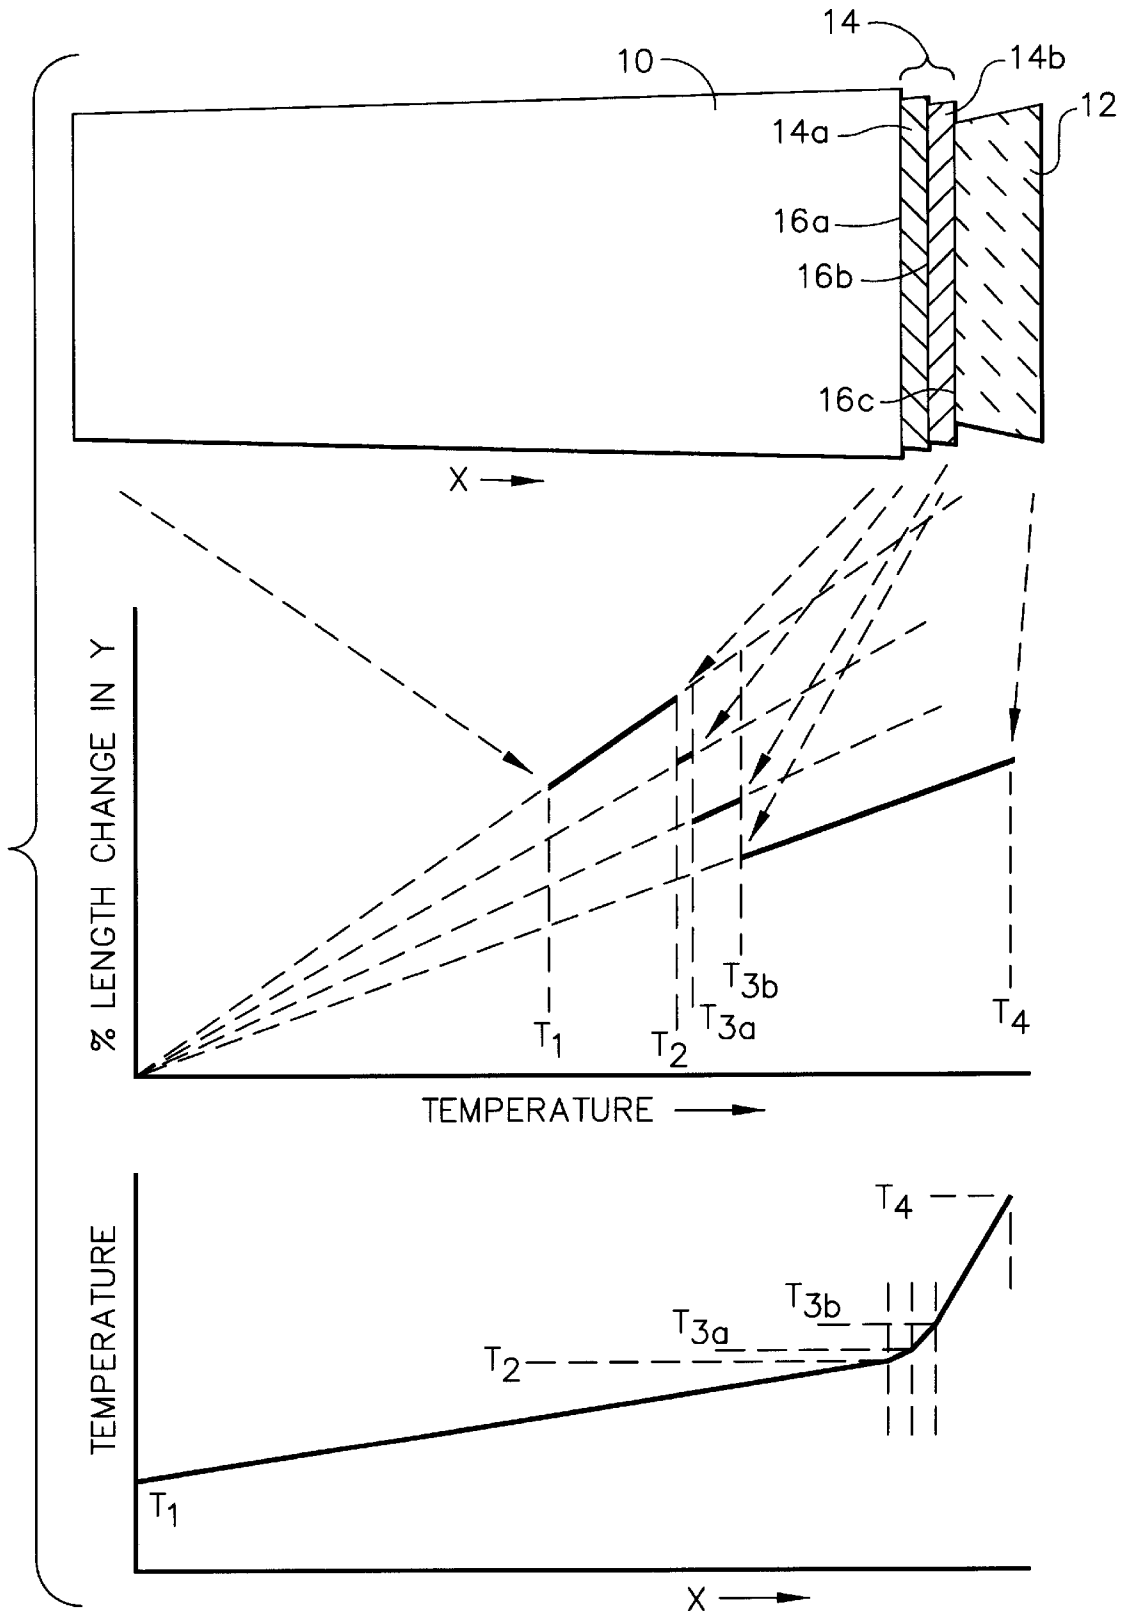 14
10
14b
14a
12
16a
16b
16c
X
% LENGTH CHANGE IN Y
T3b
T3a
T1
T2
T4
TEMPERATURE
TEMPERATURE
T4
T3b
T3a
T2
T1
X